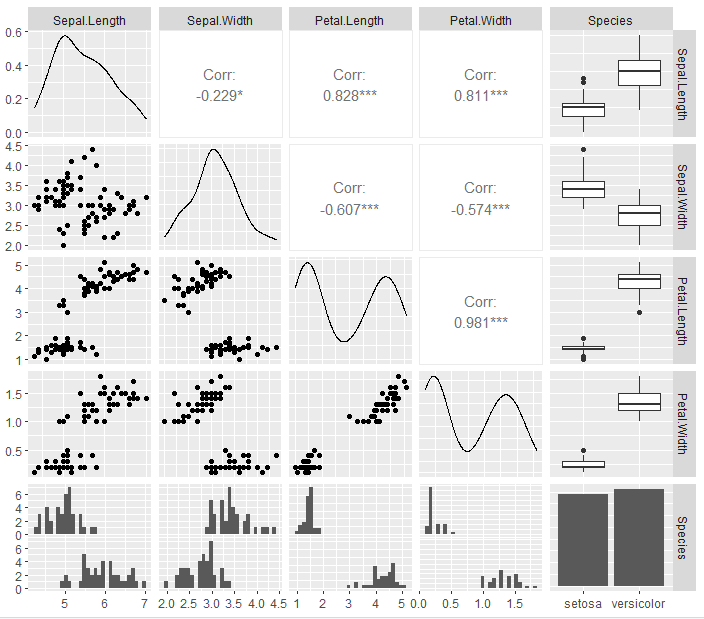 Sepal.Length Sepal.Width Petal.Length Petal.Width Species
0.6
0.4
0.2
0.0
Corr:
-0.229*
Corr:
0.828***
Corr:
0.811***
Sepal.Length
4.5
4.0
3.5
3.0
2.5
2.0
Corr:
-0.607***
Corr:
-0.574***
Sepal.Width
5
4
3
2
1
Corr:
0.981***
Petal.Length
1.5
1.0
0.5
Petal.Width
6
4
2
0
6
4
2
0
Species
5 6 7 2.0 2.5 3.0 3.5 4.0 4.5 1 2 3 4 5 0.0 0.5 1.0 1.5 setosa versicolor